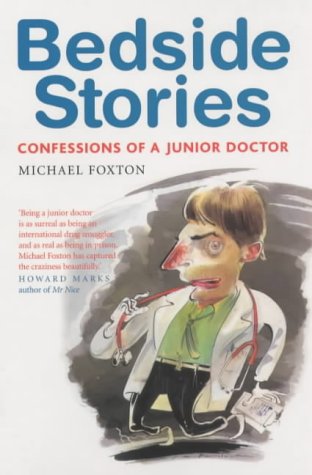 Bedside
Stories
CONFESSIONS OF A JUNIOR DOCTOR
MICHAEL FOXTON
'Being a junior doctor
is as surreal as being an
international drug smuggler,
and as real as being in prison.
Michael Foxton has captured
the craziness beautifully.'
HOWARD MARKS
author of Mr Nice